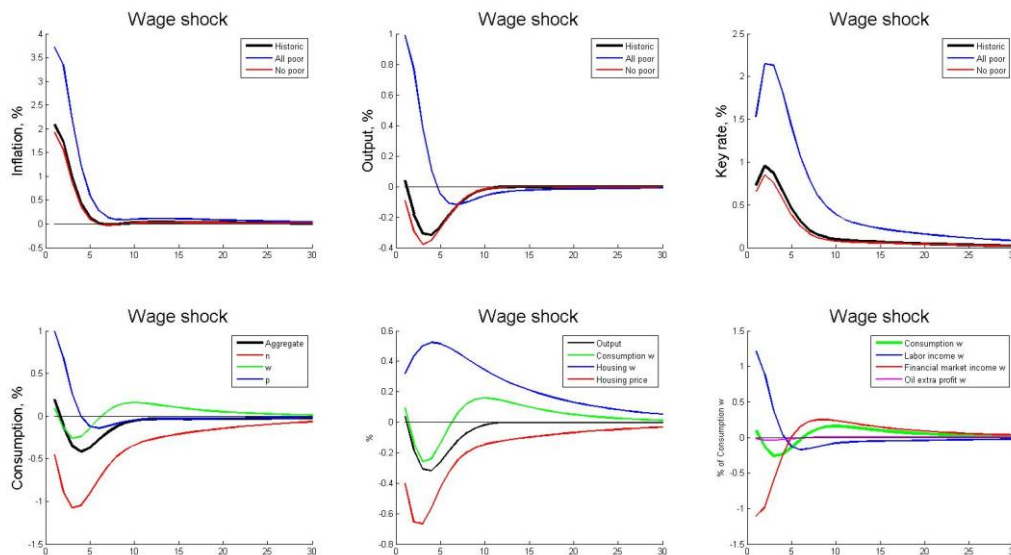 Wage shock
Inflation, %
4
3.5
3
2.5
2
1.5
1
0.5
0
-0.5
0 5 10 15 20 25 30
Historic
All poor
No poor
Wage shock
Output, %
1
0.8
0.6
0.4
0.2
0
-0.2
-0.4
0 5 10 15 20 25 30
Historic
All poor
No poor
Wage shock
Key rate, %
2.5
2
1.5
1
0.5
0
0 5 10 15 20 25 30
Historic
All poor
No poor
Wage shock
Consumption, %
1
0.5
0
-0.5
-1
-1.5
0 5 10 15 20 25 30
Aggregate
n
w
p
Wage shock
%
0.6
0.4
0.2
0
-0.2
-0.4
-0.6
-0.8
0 5 10 15 20 25 30
Output
Consumption w
Housing w
Housing price
Wage shock
% of Consumption w
1.5
1
0.5
0
-0.5
-1
-1.5
0 5 10 15 20 25 30
Consumption w
Labor income w
Financial market income w
Oil extra profit w